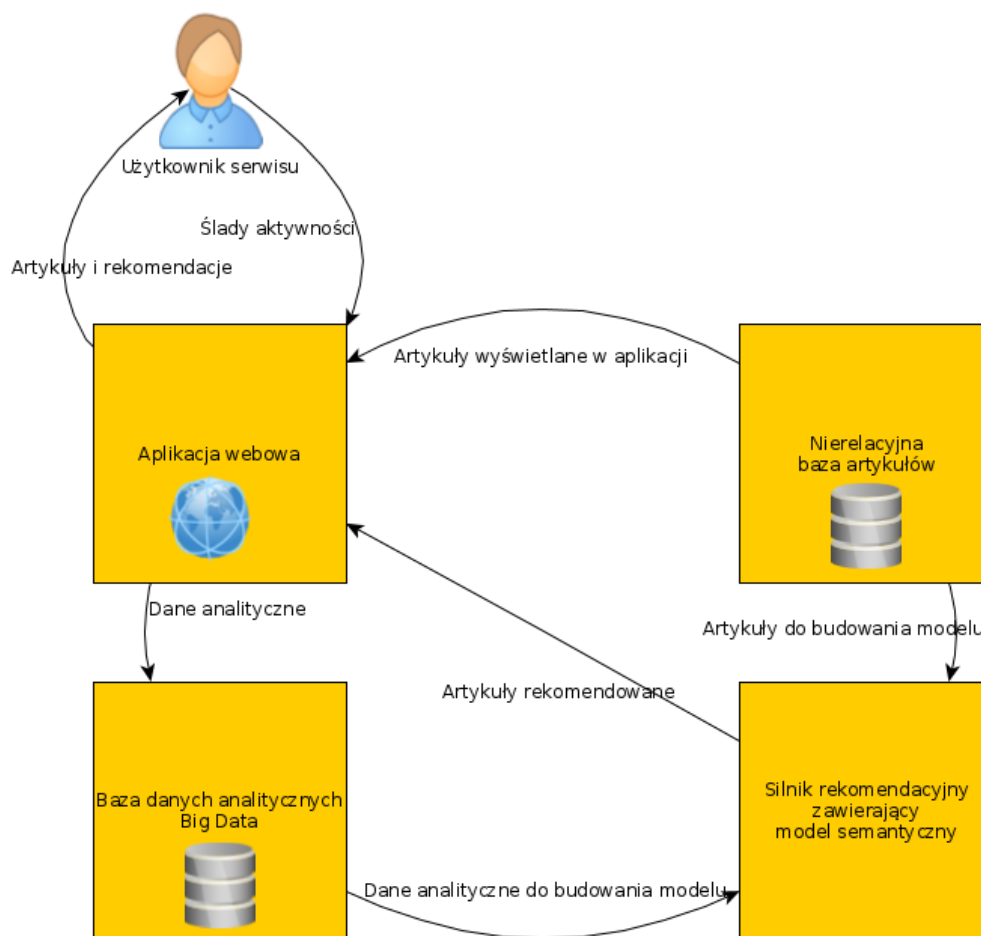 Użytkownik serwisu
Ślady aktywności
Artykuły i rekomendacje
Artykuły wyświetlane w aplikacji
Aplikacja webowa
Nierelacyjna
baza artykułów
Dane analityczne
Artykuły do budowania modelu
Artykuły rekomendowane
Baza danych analitycznych
Big Data
Silnik rekomendacyjny
zawierający
model semantyczny
Dane analityczne do budowania modelu